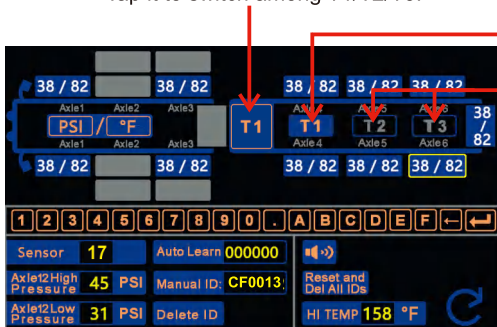 Tap it to switch among T1/T2/T3.
38 / 82 38 / 82 38 / 82 38 / 82 38 / 82
Axle1 Axle2 Axle3 Axle4 Axle5 Axle6
PSI / °F T1 T1 T2 T3 38 / 82
Axle1 Axle2 Axle3 Axle4 Axle5 Axle6
38 / 82 38 / 82 38 / 82 38 / 82 38 / 82
1 2 3 4 5 6 7 8 9 0 . A B C D E F ← ↵
Sensor 17 Auto Learn 000000
Axle12 High Pressure 45 PSI Manual ID: CF0013 Reset and Del All IDs
Axle12 Low Pressure 31 PSI Delete ID HI TEMP 158 °F